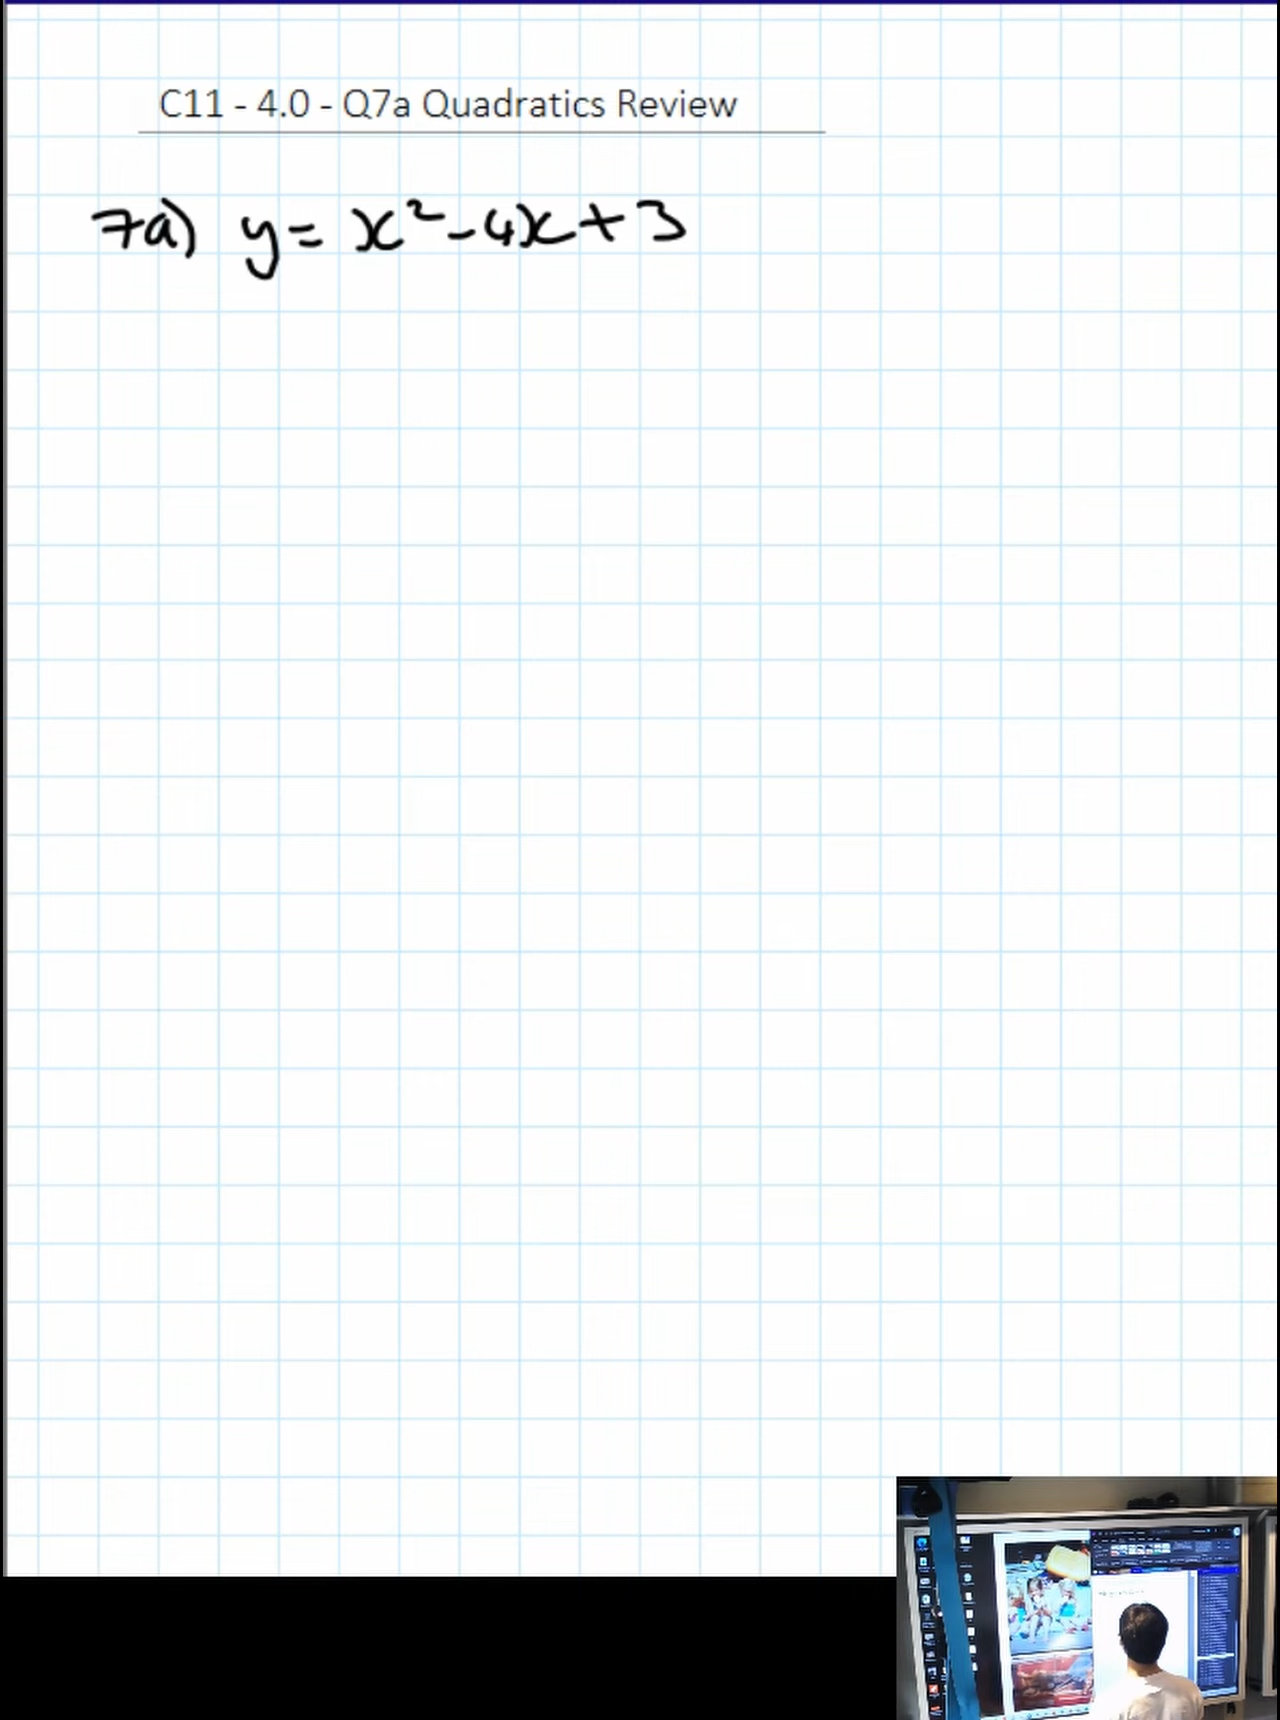 C11 - 4.0 - Q7a Quadratics Review
7a) y = x² - 4x + 3